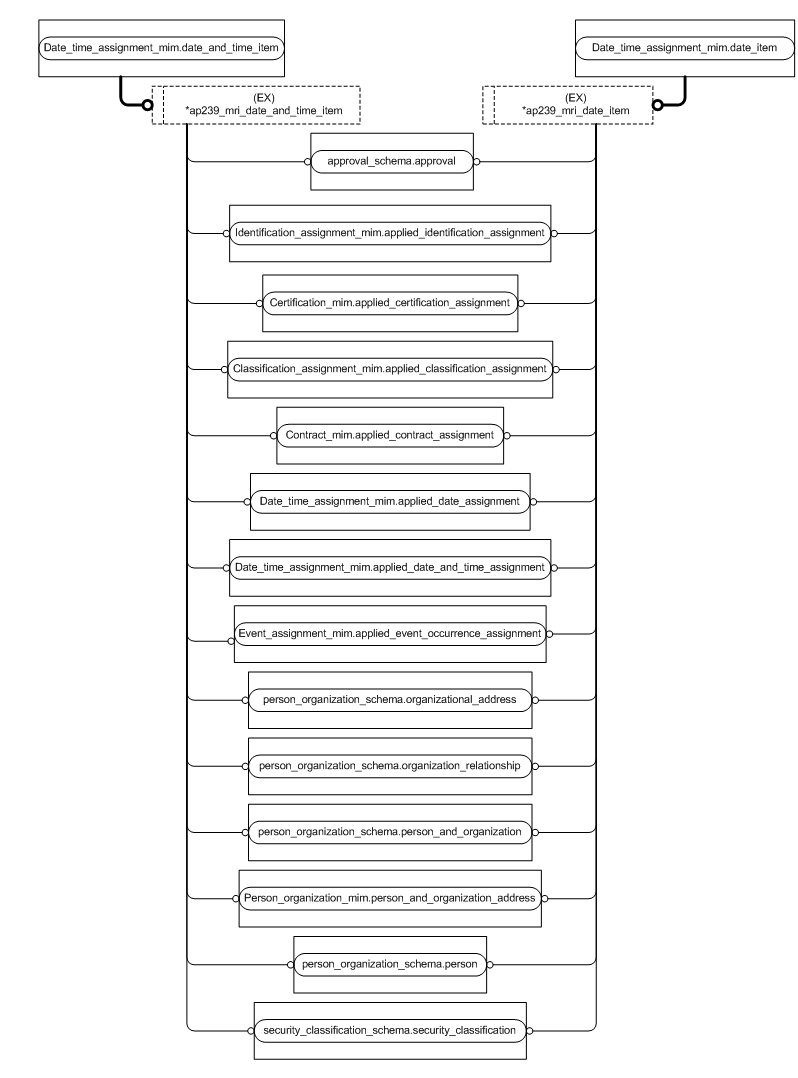 Date_time_assignment_mim.date_and_time_item
Date_time_assignment_mim.date_item
(EX)
*ap239_mri_date_and_time_item
(EX)
*ap239_mri_date_item
approval_schema.approval
Identification_assignment_mim.applied_identification_assignment
Certification_mim.applied_certification_assignment
Classification_assignment_mim.applied_classification_assignment
Contract_mim.applied_contract_assignment
Date_time_assignment_mim.applied_date_assignment
Date_time_assignment_mim.applied_date_and_time_assignment
Event_assignment_mim.applied_event_occurrence_assignment
person_organization_schema.organizational_address
person_organization_schema.organization_relationship
person_organization_schema.person_and_organization
Person_organization_mim.person_and_organization_address
person_organization_schema.person
security_classification_schema.security_classification